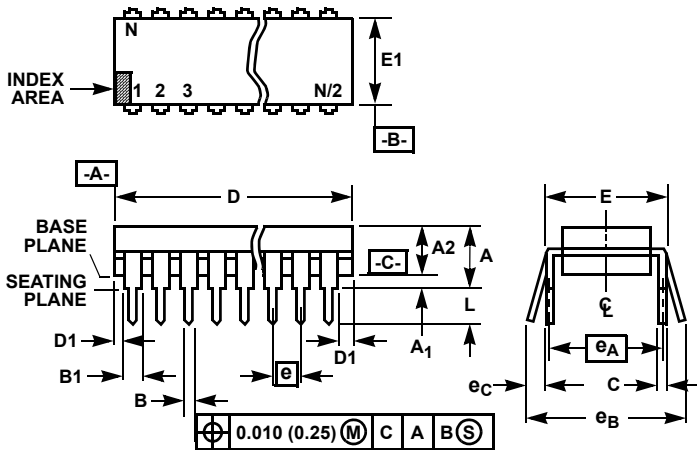 N
E1
INDEX
AREA
1 2 3 N/2
-B-
-A-
D
E
BASE
PLANE
A2
A
-C-
SEATING
PLANE
L
C
L
D1
A1
D1
eA
B1
e
eC
C
B
eB
0.010 (0.25) M C A B S